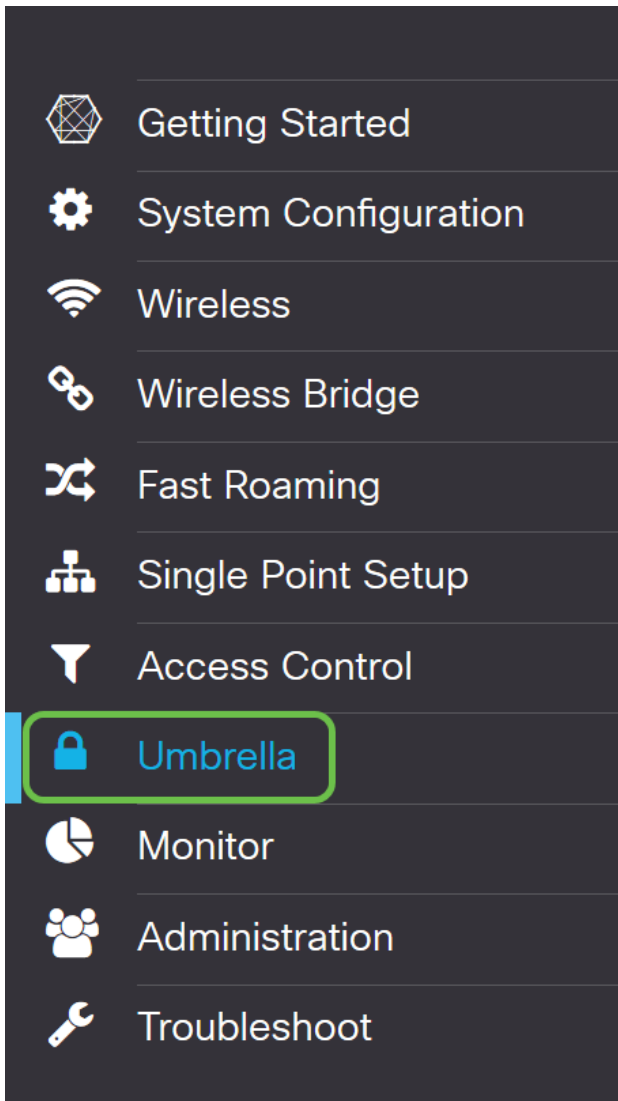 Getting Started
System Configuration
Wireless
Wireless Bridge
Fast Roaming
Single Point Setup
Access Control
Umbrella
Monitor
Administration
Troubleshoot